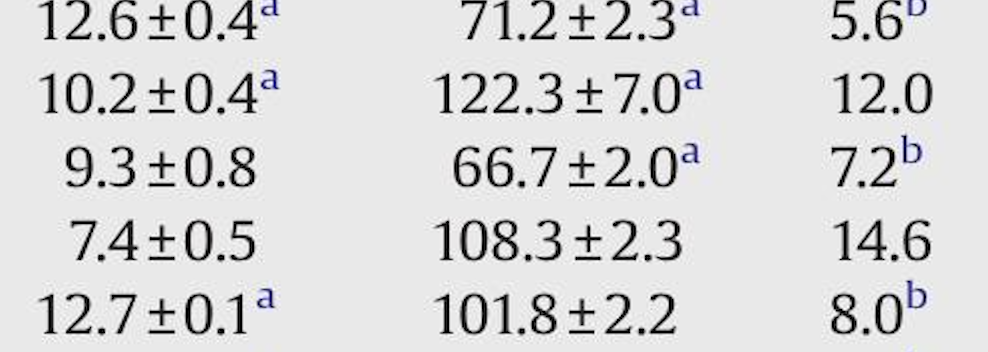 12.6±0.4ᵃ 71.2±2.3ᵃ 5.6ᵇ
10.2±0.4ᵃ 122.3±7.0ᵃ 12.0
9.3±0.8 66.7±2.0ᵃ 7.2ᵇ
7.4±0.5 108.3±2.3 14.6
12.7±0.1ᵃ 101.8±2.2 8.0ᵇ